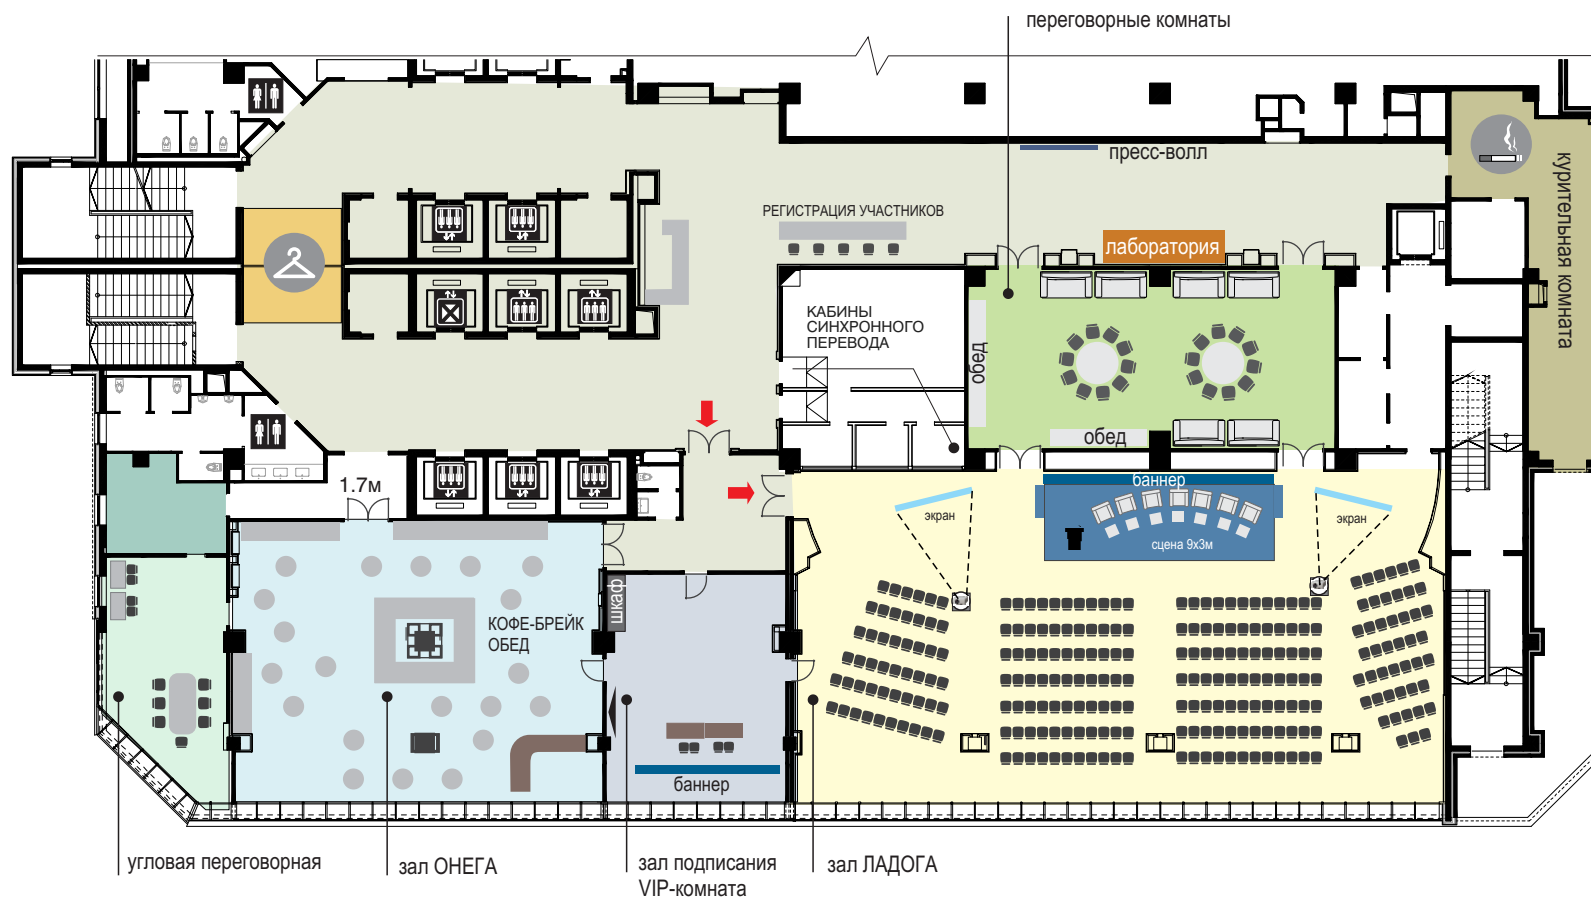 переговорные комнаты
пресс-волл
курительная комната
РЕГИСТРАЦИЯ УЧАСТНИКОВ
лаборатория
КАБИНЫ
СИНХРОННОГО
ПЕРЕВОДА
обед
обед
1.7м
баннер
экран
экран
сцена 9х3м
шкаф
КОФЕ-БРЕЙК
ОБЕД
баннер
угловая переговорная
зал ОНЕГА
зал подписания
VIP-комната
зал ЛАДОГА